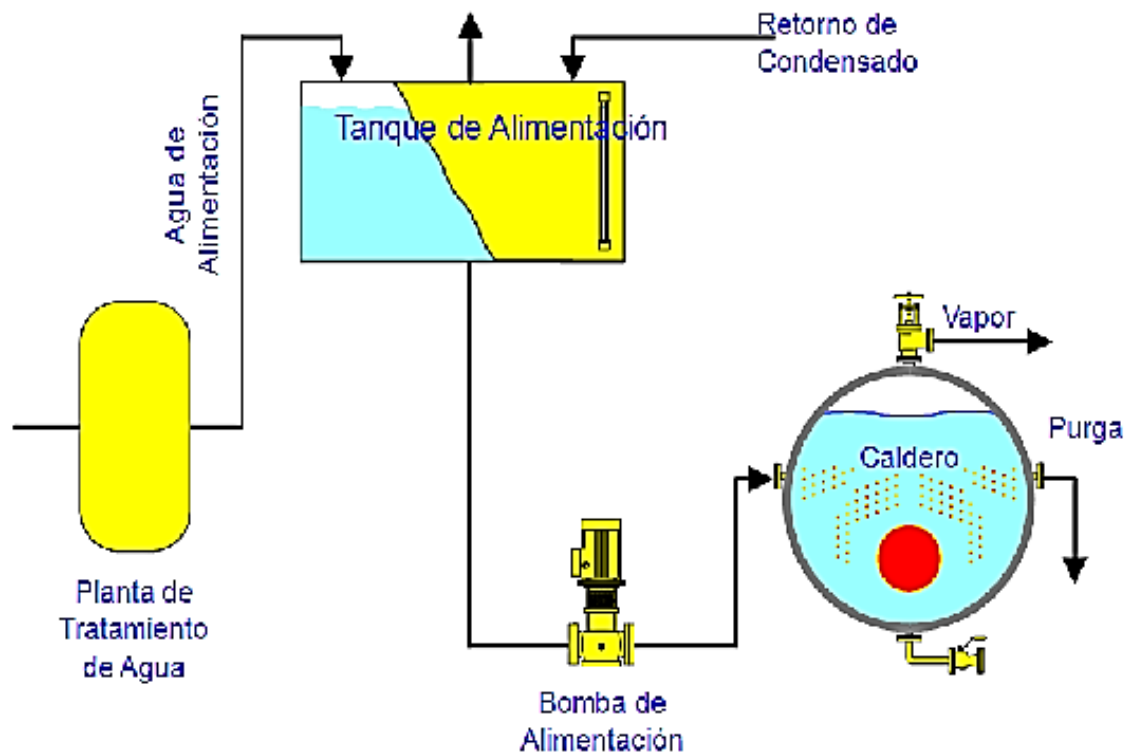 Retorno de
Condensado
Tanque de Alimentación
Agua de
Alimentación
Vapor
Purga
Caldero
Planta de
Tratamiento
de Agua
Bomba de
Alimentación